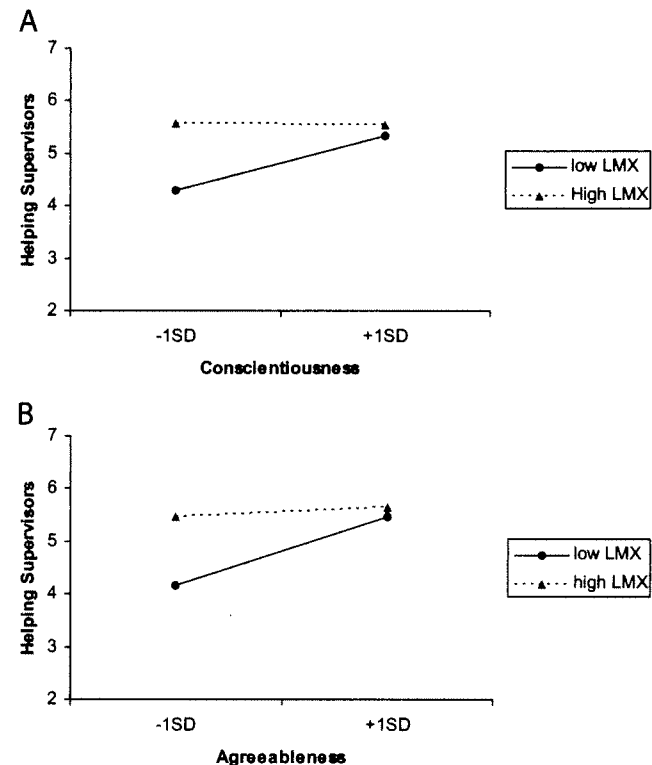 A
7
6
5
4
3
2
Helping Supervisors
-1SD
+1SD
Conscientiousness
low LMX
High LMX
B
7
6
5
4
3
2
Helping Supervisors
-1SD
+1SD
Agreeableness
low LMX
high LMX